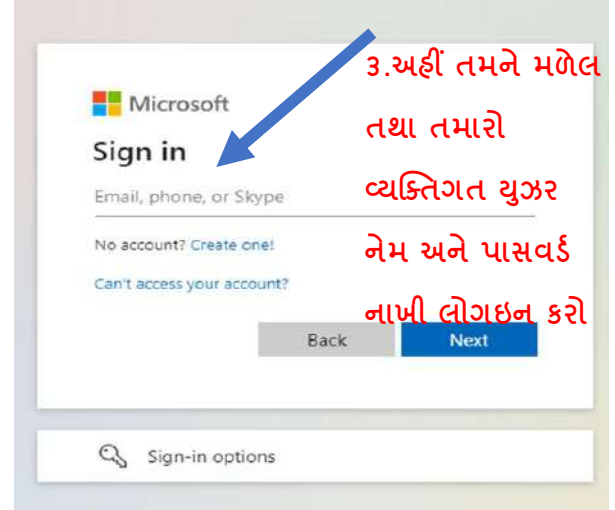 Microsoft
Sign in
Email, phone, or Skype
No account? Create one!
Can't access your account?
Back
Next
Sign-in options
૩.અહીં તમને મળેલ
તથા તમારો
વ્યક્તિગત યુઝર
નેમ અને પાસવર્ડ
નાખી લોગઇન કરો